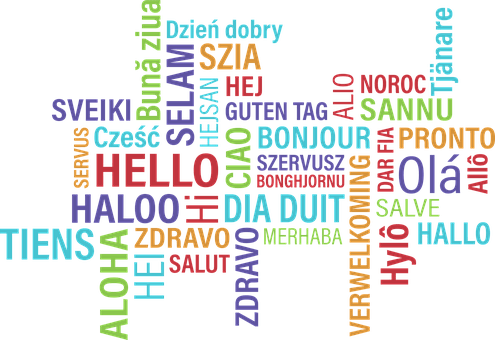 Bună ziua
Dzień dobry
Tjänare
SELAM
SZIA
HEJSAN
HEJ
ALIO
NOROC
SVEIKI
GUTEN TAG
SANNU
SERVUS
Cześć
CIAO
BONJOUR
DAR FIA
PRONTO
HELLO
SZERVUSZ
BONGHJORNU
VERWELKOMING
Olá
Allô
HALOO
Hi
DIA DUIT
SALVE
TIENS
ALOHA
ZDRAVO
HEI
SALUT
ZDRAVO
MERHABA
Hylô
HALLO